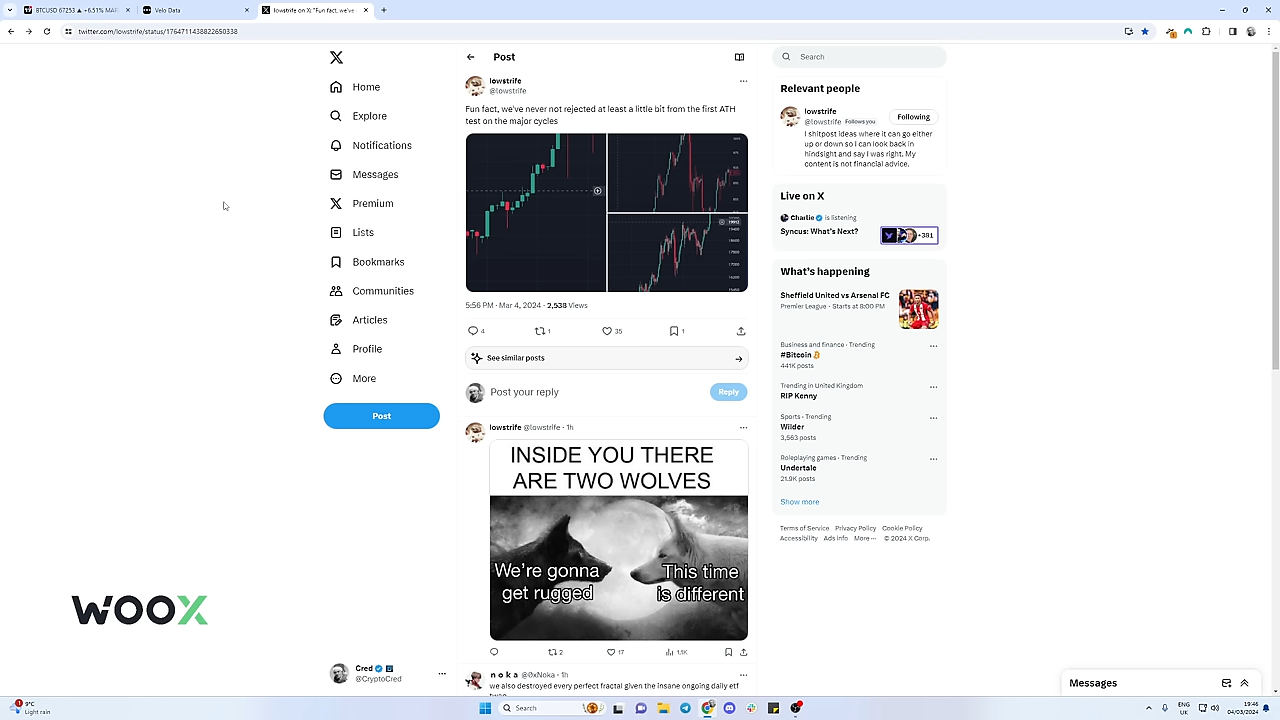 BTCUSD 67253 ▲ +6.51%
Velo Data
lowstrife on X: "Fun fact, we've
twitter.com/lowstrife/status/1764711438822650338
Home
Explore
Notifications
Messages
Premium
Lists
Bookmarks
Communities
Articles
Profile
More
Post
Cred
@CryptoCred
WOOX
Post
lowstrife
@lowstrife
Fun fact, we've never not rejected at least a little bit from the first ATH
test on the major cycles
5:56 PM · Mar 4, 2024 · 2,538 Views
4
1
35
1
See similar posts
Post your reply
Reply
lowstrife @lowstrife · 1h
INSIDE YOU THERE
ARE TWO WOLVES
We're gonna
get rugged
This time
is different
2
17
1.1K
n o k a @0xNoka · 1h
we also destroyed every perfect fractal given the insane ongoing daily etf
Search
Relevant people
lowstrife
@lowstrife Follows you
Following
I shitpost ideas where it can go either
up or down so I can look back in
hindsight and say I was right. My
content is not financial advice.
Live on X
Charlie is listening
Syncus: What's Next?
+381
What's happening
Sheffield United vs Arsenal FC
Premier League · Starts at 8:00 PM
Business and finance · Trending
#Bitcoin
441K posts
Trending in United Kingdom
RIP Kenny
Sports · Trending
Wilder
3,563 posts
Roleplaying games · Trending
Undertale
21.9K posts
Show more
Terms of Service Privacy Policy Cookie Policy
Accessibility Ads info More ··· © 2024 X Corp.
Messages
9°C
Light rain
Search
ENG
UK
19:46
04/03/2024